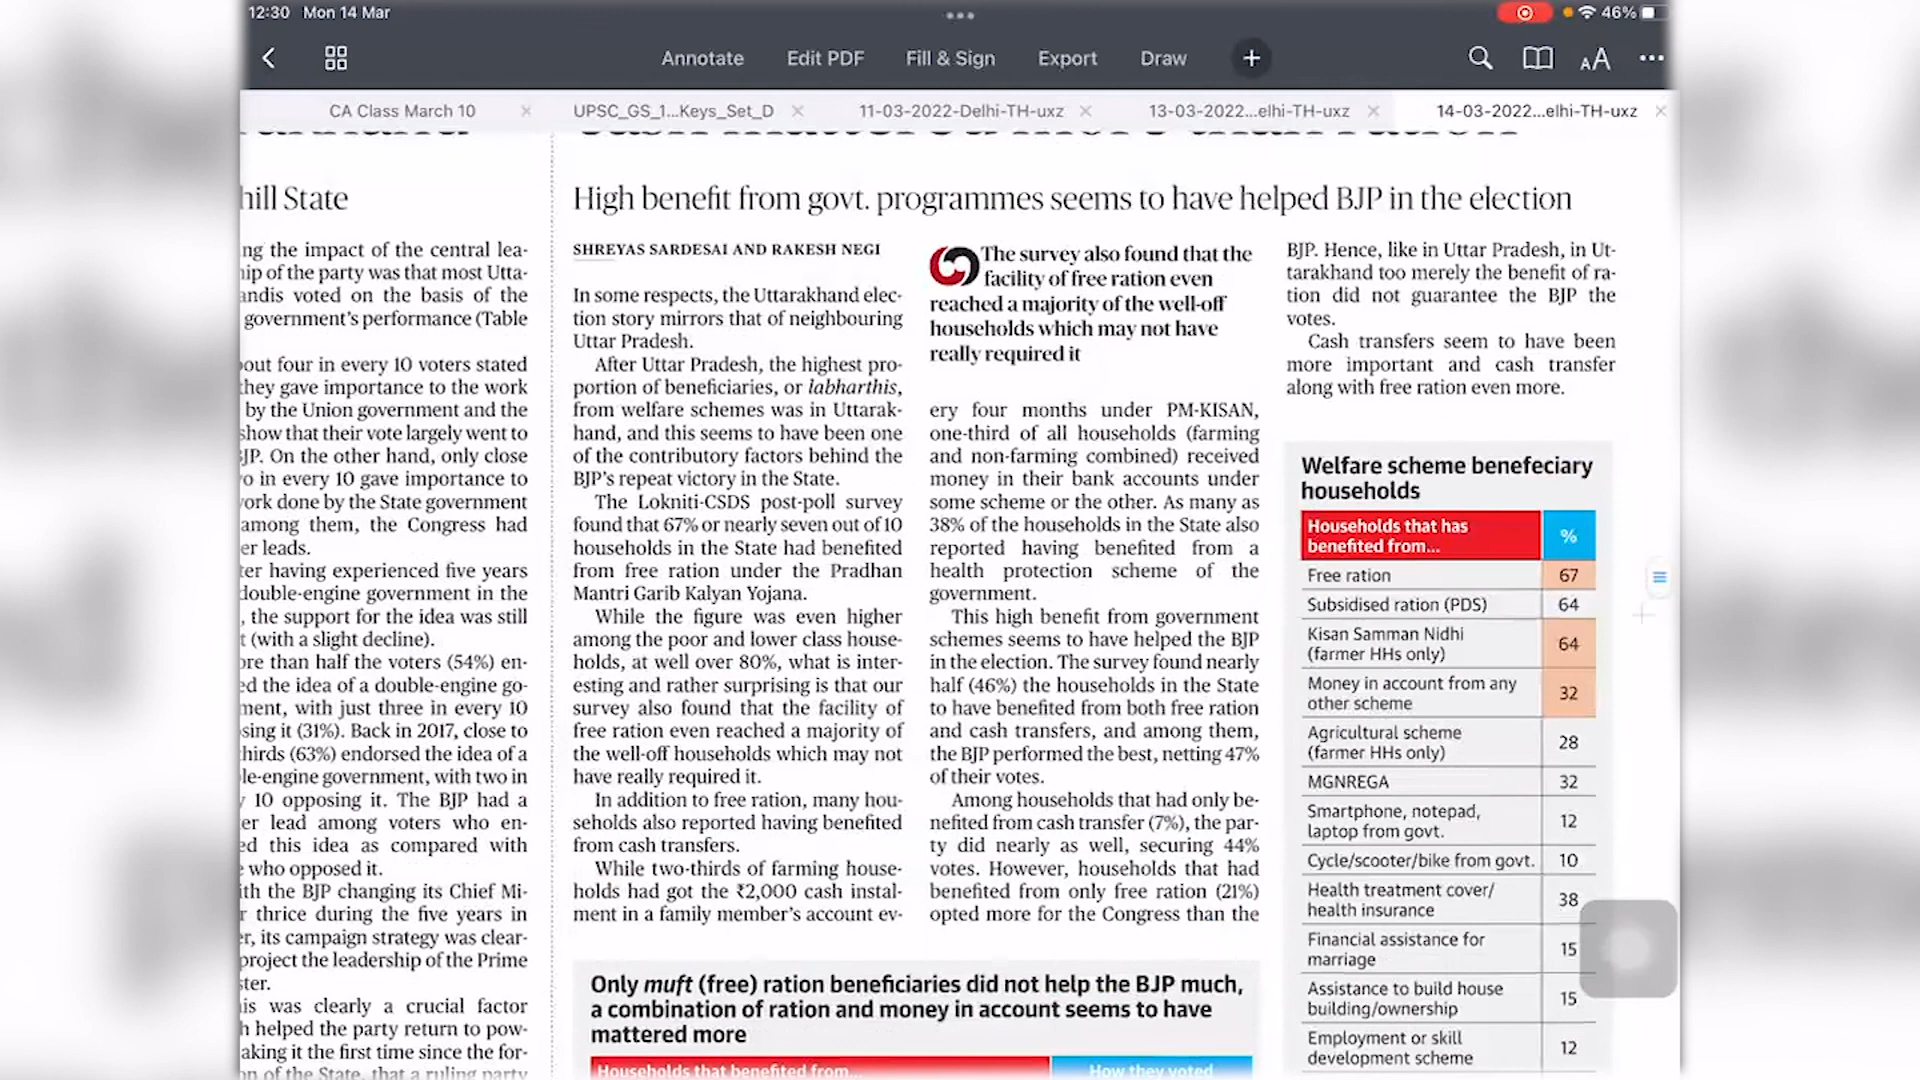 12:30 Mon 14 Mar
46%
Annotate Edit PDF Fill & Sign Export Draw
AA
CA Class March 10
UPSC_GS_1...Keys_Set_D
11-03-2022-Delhi-TH-uxz
13-03-2022...elhi-TH-uxz
14-03-2022...elhi-TH-uxz
hill State
ng the impact of the central lea-
ip of the party was that most Utta-
andis voted on the basis of the
government's performance (Table
out four in every 10 voters stated
they gave importance to the work
by the Union government and the
show that their vote largely went to
JP. On the other hand, only close
o in every 10 gave importance to
ork done by the State government
among them, the Congress had
er leads.
ter having experienced five years
double-engine government in the
, the support for the idea was still
t (with a slight decline).
ore than half the voters (54%) en-
ed the idea of a double-engine go-
ment, with just three in every 10
sing it (31%). Back in 2017, close to
hirds (63%) endorsed the idea of a
le-engine government, with two in
10 opposing it. The BJP had a
er lead among voters who en-
ed this idea as compared with
who opposed it.
ith the BJP changing its Chief Mi-
r thrice during the five years in
er, its campaign strategy was clear-
project the leadership of the Prime
ster.
is was clearly a crucial factor
h helped the party return to pow-
aking it the first time since the for-
on of the State, that a ruling party
High benefit from govt. programmes seems to have helped BJP in the election
SHREYAS SARDESAI AND RAKESH NEGI
In some respects, the Uttarakhand elec-
tion story mirrors that of neighbouring
Uttar Pradesh.
After Uttar Pradesh, the highest pro-
portion of beneficiaries, or labharthis,
from welfare schemes was in Uttarak-
hand, and this seems to have been one
of the contributory factors behind the
BJP's repeat victory in the State.
The Lokniti-CSDS post-poll survey
found that 67% or nearly seven out of 10
households in the State had benefited
from free ration under the Pradhan
Mantri Garib Kalyan Yojana.
While the figure was even higher
among the poor and lower class house-
holds, at well over 80%, what is inter-
esting and rather surprising is that our
survey also found that the facility of
free ration even reached a majority of
the well-off households which may not
have really required it.
In addition to free ration, many hou-
seholds also reported having benefited
from cash transfers.
While two-thirds of farming house-
holds had got the ₹2,000 cash instal-
ment in a family member's account ev-
The survey also found that the
facility of free ration even
reached a majority of the well-off
households which may not have
really required it
ery four months under PM-KISAN,
one-third of all households (farming
and non-farming combined) received
money in their bank accounts under
some scheme or the other. As many as
38% of the households in the State also
reported having benefited from a
health protection scheme of the
government.
This high benefit from government
schemes seems to have helped the BJP
in the election. The survey found nearly
half (46%) the households in the State
to have benefited from both free ration
and cash transfers, and among them,
the BJP performed the best, netting 47%
of their votes.
Among households that had only be-
nefited from cash transfer (7%), the par-
ty did nearly as well, securing 44%
votes. However, households that had
benefited from only free ration (21%)
opted more for the Congress than the
BJP. Hence, like in Uttar Pradesh, in Ut-
tarakhand too merely the benefit of ra-
tion did not guarantee the BJP the
votes.
Cash transfers seem to have been
more important and cash transfer
along with free ration even more.
Welfare scheme benefeciary
households
Households that has
benefited from... %
Free ration 67
Subsidised ration (PDS) 64
Kisan Samman Nidhi
(farmer HHs only) 64
Money in account from any
other scheme 32
Agricultural scheme
(farmer HHs only) 28
MGNREGA 32
Smartphone, notepad,
laptop from govt. 12
Cycle/scooter/bike from govt. 10
Health treatment cover/
health insurance 38
Financial assistance for
marriage 15
Assistance to build house
building/ownership 15
Employment or skill
development scheme 12
Only muft (free) ration beneficiaries did not help the BJP much,
a combination of ration and money in account seems to have
mattered more
Households that benefited from... How they voted